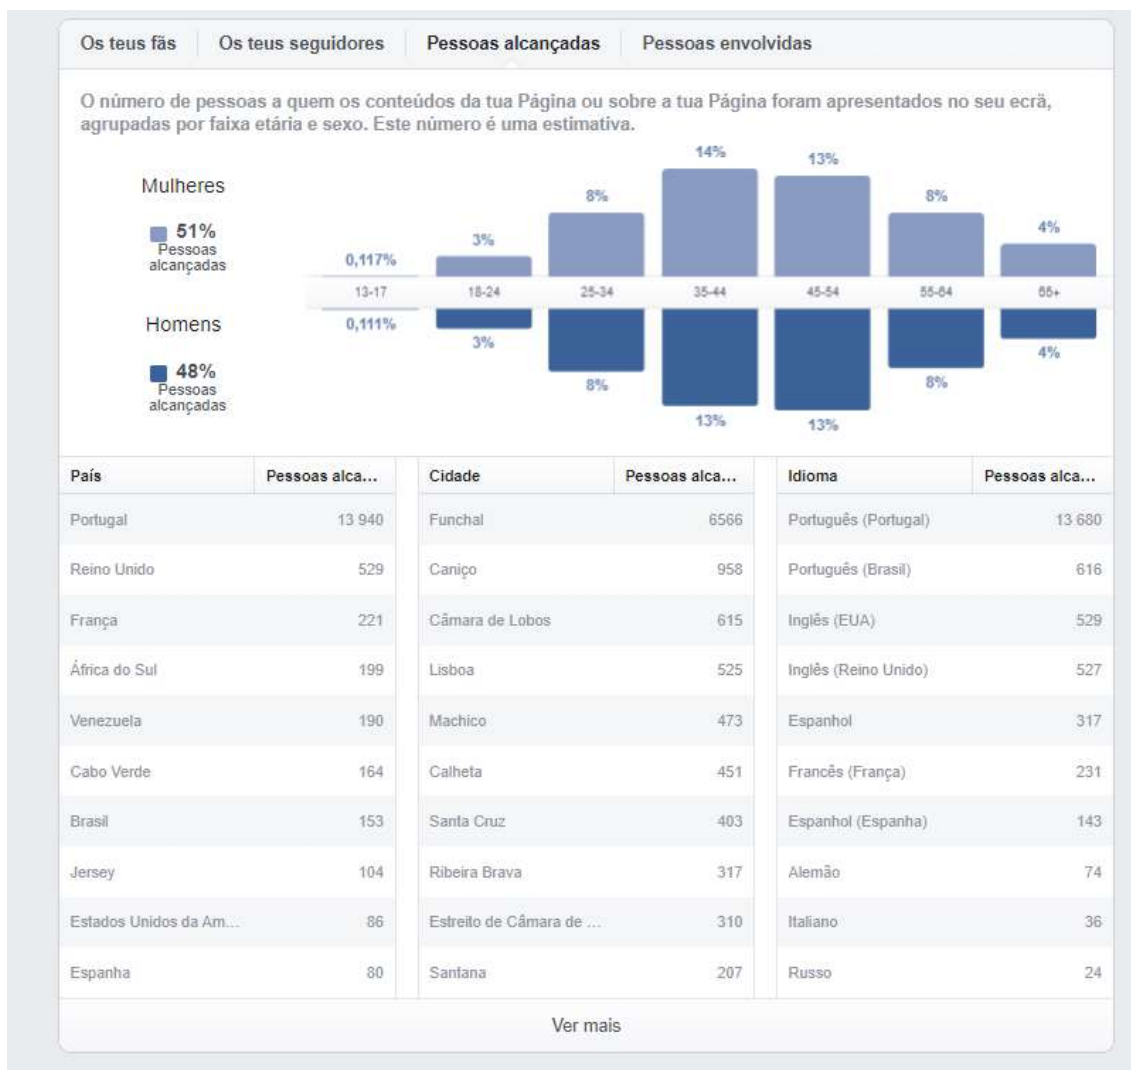 Os teus fãs Os teus seguidores Pessoas alcançadas Pessoas envolvidas
O número de pessoas a quem os conteúdos da tua Página ou sobre a tua Página foram apresentados no seu ecrã,
agrupadas por faixa etária e sexo. Este número é uma estimativa.
Mulheres
51%
Pessoas
alcançadas
0,117% 3% 8% 14% 13% 8% 4%
13-17 18-24 25-34 35-44 45-54 55-64 65+
Homens
48%
Pessoas
alcançadas
0,111% 3% 8% 13% 13% 8% 4%
País Pessoas alca... Cidade Pessoas alca... Idioma Pessoas alca...
Portugal 13 940 Funchal 6566 Português (Portugal) 13 680
Reino Unido 529 Caniço 958 Português (Brasil) 616
França 221 Câmara de Lobos 615 Inglês (EUA) 529
África do Sul 199 Lisboa 525 Inglês (Reino Unido) 527
Venezuela 190 Machico 473 Espanhol 317
Cabo Verde 164 Calheta 451 Francês (França) 231
Brasil 153 Santa Cruz 403 Espanhol (Espanha) 143
Jersey 104 Ribeira Brava 317 Alemão 74
Estados Unidos da Am... 86 Estreito de Câmara de ... 310 Italiano 36
Espanha 80 Santana 207 Russo 24
Ver mais